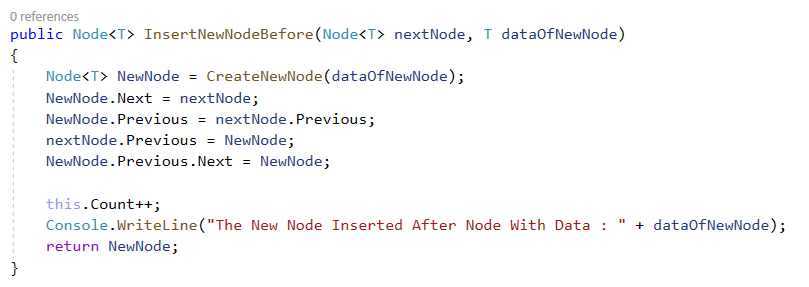 0 references
public Node<T> InsertNewNodeBefore(Node<T> nextNode, T dataOfNewNode)
{
Node<T> NewNode = CreateNewNode(dataOfNewNode);
NewNode.Next = nextNode;
NewNode.Previous = nextNode.Previous;
nextNode.Previous = NewNode;
NewNode.Previous.Next = NewNode;
this.Count++;
Console.WriteLine("The New Node Inserted After Node With Data : " + dataOfNewNode);
return NewNode;
}